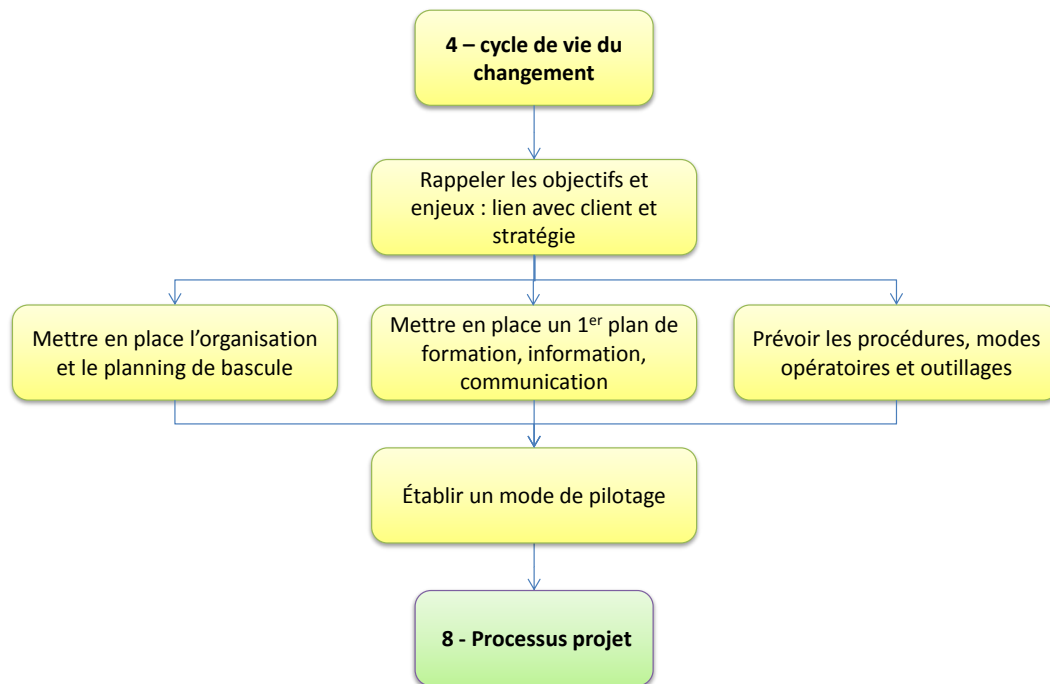 4 – cycle de vie du
changement
Rappeler les objectifs et
enjeux : lien avec client et
stratégie
Mettre en place l’organisation
et le planning de bascule
Mettre en place un 1er plan de
formation, information,
communication
Prévoir les procédures, modes
opératoires et outillages
Établir un mode de pilotage
8 - Processus projet